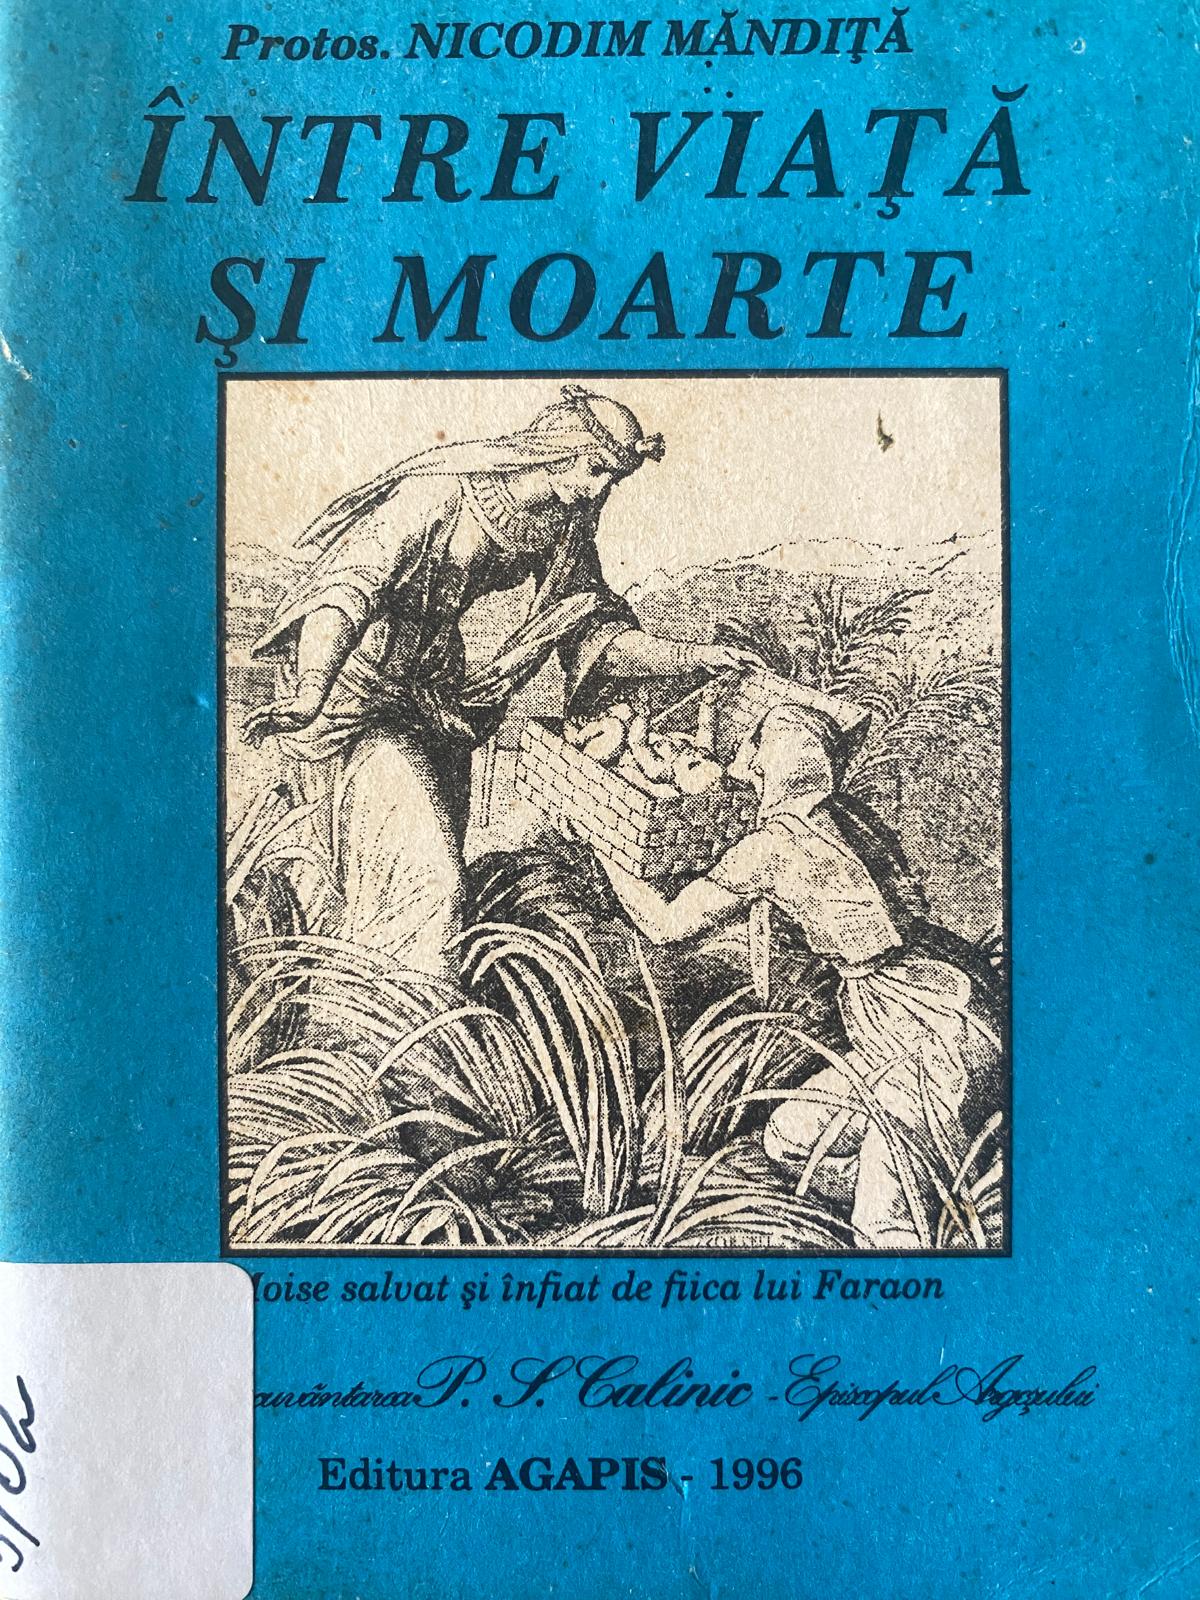 Protos. NICODIM MĂNDIŢĂ
ÎNTRE VIAŢĂ
ŞI MOARTE
oise salvat şi înfiat de fiica lui Faraon
P. S. Calinic - Episcopul Argeşului
Editura AGAPIS - 1996